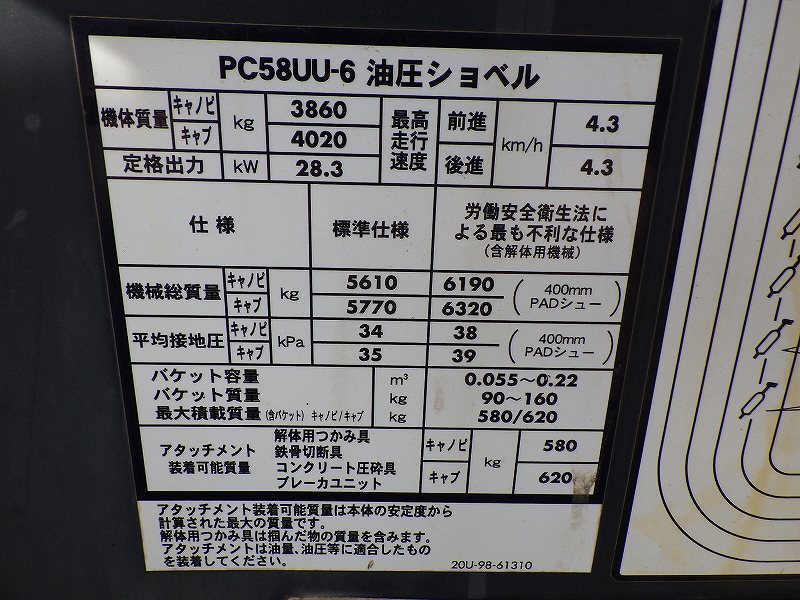 PC58UU-6 油圧ショベル
機体質量 キャノピ kg 3860 最高走行速度 前進 km/h 4.3
キャブ 4020 後進 4.3
定格出力 kW 28.3
仕様 標準仕様 労働安全衛生法に
よる最も不利な仕様
(含解体用機械)
機械総質量 キャノピ kg 5610 6190 (400mm
キャブ 5770 6320 PADシュー)
平均接地圧 キャノピ kPa 34 38 (400mm
キャブ 35 39 PADシュー)
バケット容量 m³ 0.055～0.22
バケット質量 kg 90～160
最大積載質量(含バケット) キャノピ/キャブ kg 580/620
アタッチメント
装着可能質量
解体用つかみ具
鉄骨切断具
コンクリート圧砕具
ブレーカユニット
キャノピ kg 580
キャブ 620
アタッチメント装着可能質量は本体の安定度から
計算された最大の質量です。
解体用つかみ具は掴んだ物の質量を含みます。
アタッチメントは油量、油圧等に適合したもの
を装着してください。
20U-98-61310